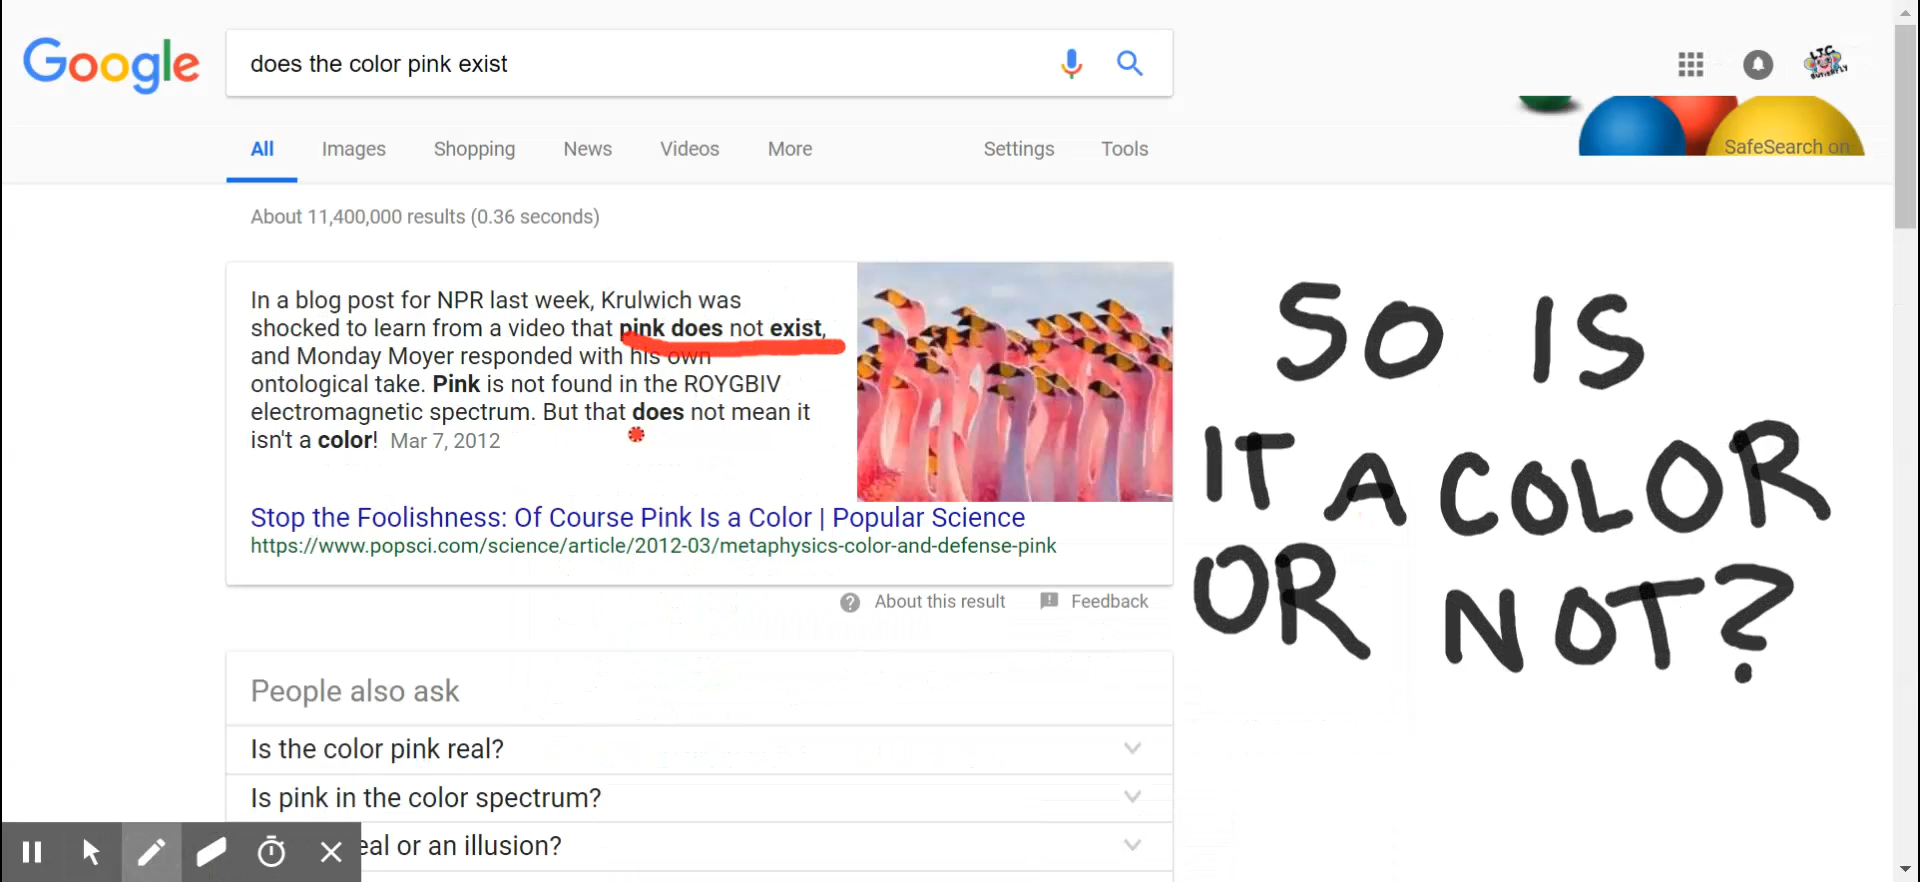 Google
does the color pink exist
LTC
BUTTERFLY
All Images Shopping News Videos More Settings Tools
SafeSearch on
About 11,400,000 results (0.36 seconds)
In a blog post for NPR last week, Krulwich was
shocked to learn from a video that pink does not exist,
and Monday Moyer responded with his own
ontological take. Pink is not found in the ROYGBIV
electromagnetic spectrum. But that does not mean it
isn't a color! Mar 7, 2012
Stop the Foolishness: Of Course Pink Is a Color | Popular Science
https://www.popsci.com/science/article/2012-03/metaphysics-color-and-defense-pink
About this result Feedback
People also ask
Is the color pink real?
Is pink in the color spectrum?
eal or an illusion?
SO IS
IT A COLOR
OR NOT?